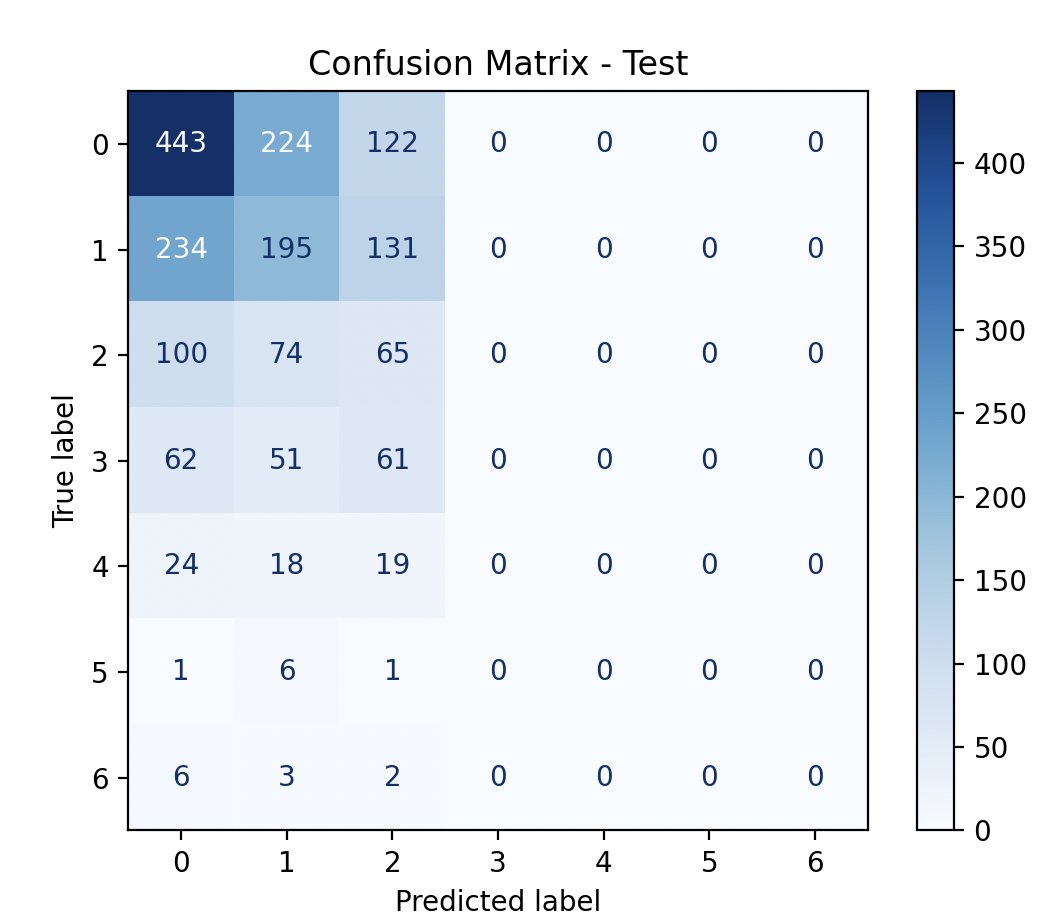 Confusion Matrix - Test
0 443 224 122 0 0 0 0
1 234 195 131 0 0 0 0
2 100 74 65 0 0 0 0
3 62 51 61 0 0 0 0
4 24 18 19 0 0 0 0
5 1 6 1 0 0 0 0
6 6 3 2 0 0 0 0
True label
0 1 2 3 4 5 6
Predicted label
400
350
300
250
200
150
100
50
0